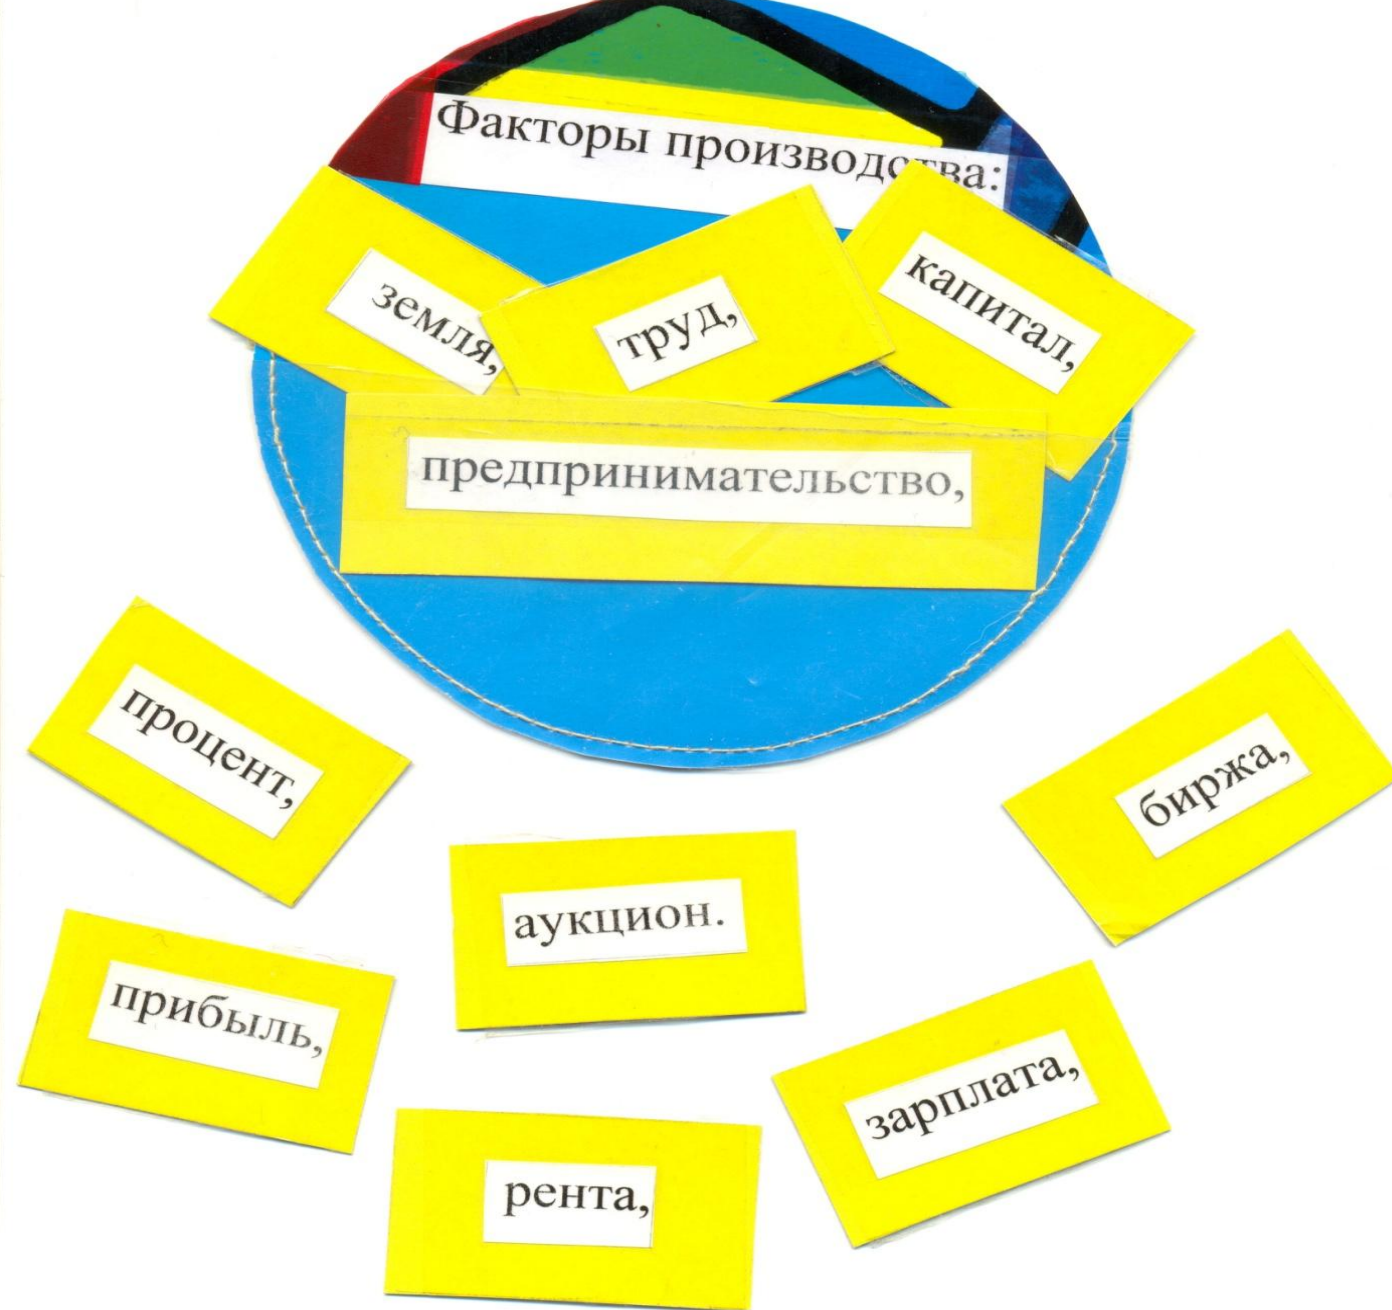 Факторы производства:
земля,
труд,
капитал,
предпринимательство,
процент,
биржа,
аукцион.
прибыль,
зарплата,
рента,